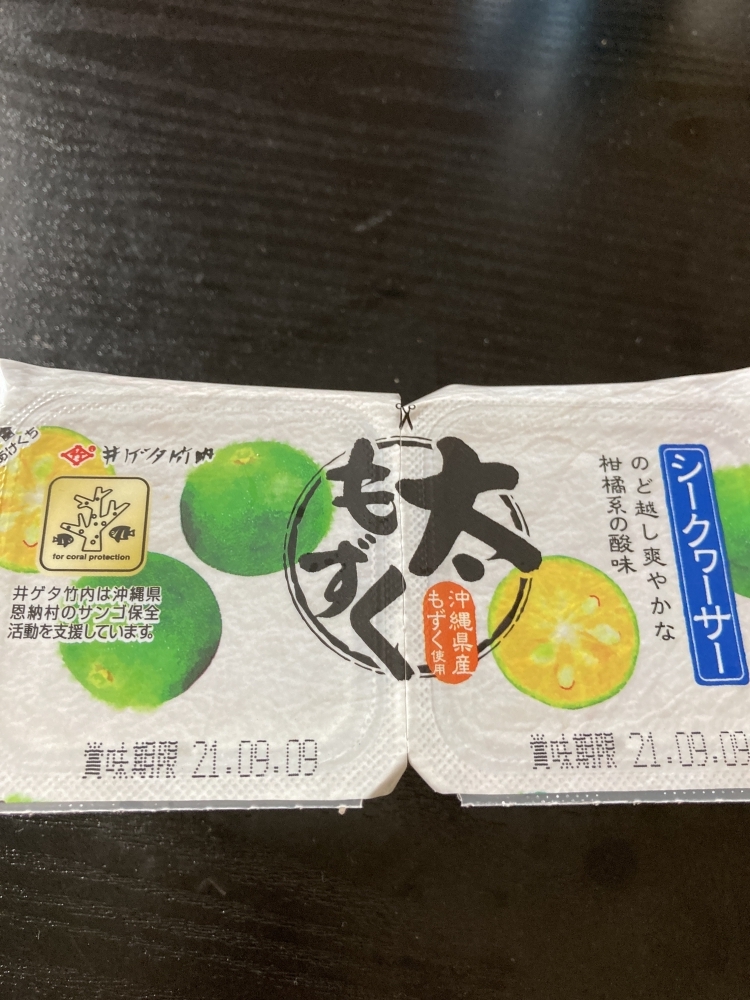 あけくち
井ゲタ竹内
for coral protection
井ゲタ竹内は沖縄県
恩納村のサンゴ保全
活動を支援しています。
太
もずく
沖縄県産
もずく使用
シークヮーサー
のど越し爽やかな
柑橘系の酸味
賞味期限 21.09.09
賞味期限 21.09.09